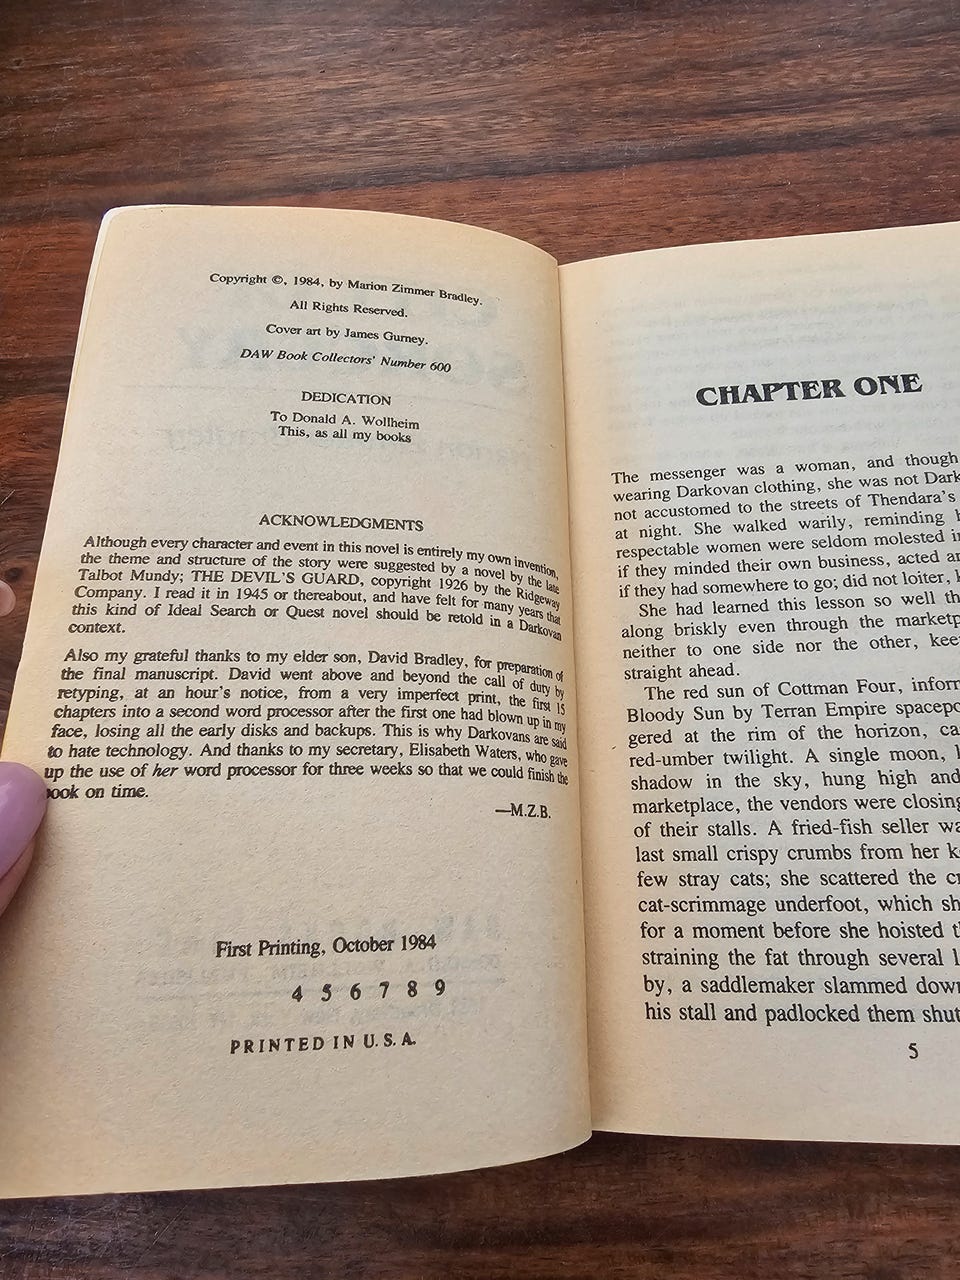 Copyright ©, 1984, by Marion Zimmer Bradley.
All Rights Reserved.
Cover art by James Gurney.
DAW Book Collectors' Number 600
DEDICATION
To Donald A. Wollheim
This, as all my books
ACKNOWLEDGMENTS
Although every character and event in this novel is entirely my own invention,
the theme and structure of the story were suggested by a novel by the late
Talbot Mundy; THE DEVIL'S GUARD, copyright 1926 by the Ridgeway
Company. I read it in 1945 or thereabout, and have felt for many years that
this kind of Ideal Search or Quest novel should be retold in a Darkovan
context.
Also my grateful thanks to my elder son, David Bradley, for preparation of
the final manuscript. David went above and beyond the call of duty by
retyping, at an hour's notice, from a very imperfect print, the first 15
chapters into a second word processor after the first one had blown up in my
face, losing all the early disks and backups. This is why Darkovans are said
to hate technology. And thanks to my secretary, Elisabeth Waters, who gave
up the use of her word processor for three weeks so that we could finish the
book on time.
—M.Z.B.
First Printing, October 1984
4 5 6 7 8 9
PRINTED IN U.S.A.
CHAPTER ONE
The messenger was a woman, and though
wearing Darkovan clothing, she was not Dark
not accustomed to the streets of Thendara's
at night. She walked warily, reminding
respectable women were seldom molested
if they minded their own business, acted
if they had somewhere to go; did not loiter,
She had learned this lesson so well
along briskly even through the marketp
neither to one side nor the other, kee
straight ahead.
The red sun of Cottman Four, inform
Bloody Sun by Terran Empire spacepo
gered at the rim of the horizon, ca
red-umber twilight. A single moon,
shadow in the sky, hung high and
marketplace, the vendors were closing
of their stalls. A fried-fish seller wa
last small crispy crumbs from her
few stray cats; she scattered the
cat-scrimmage underfoot, which sh
for a moment before she hoisted
straining the fat through several
by, a saddlemaker slammed down
his stall and padlocked them shut
5